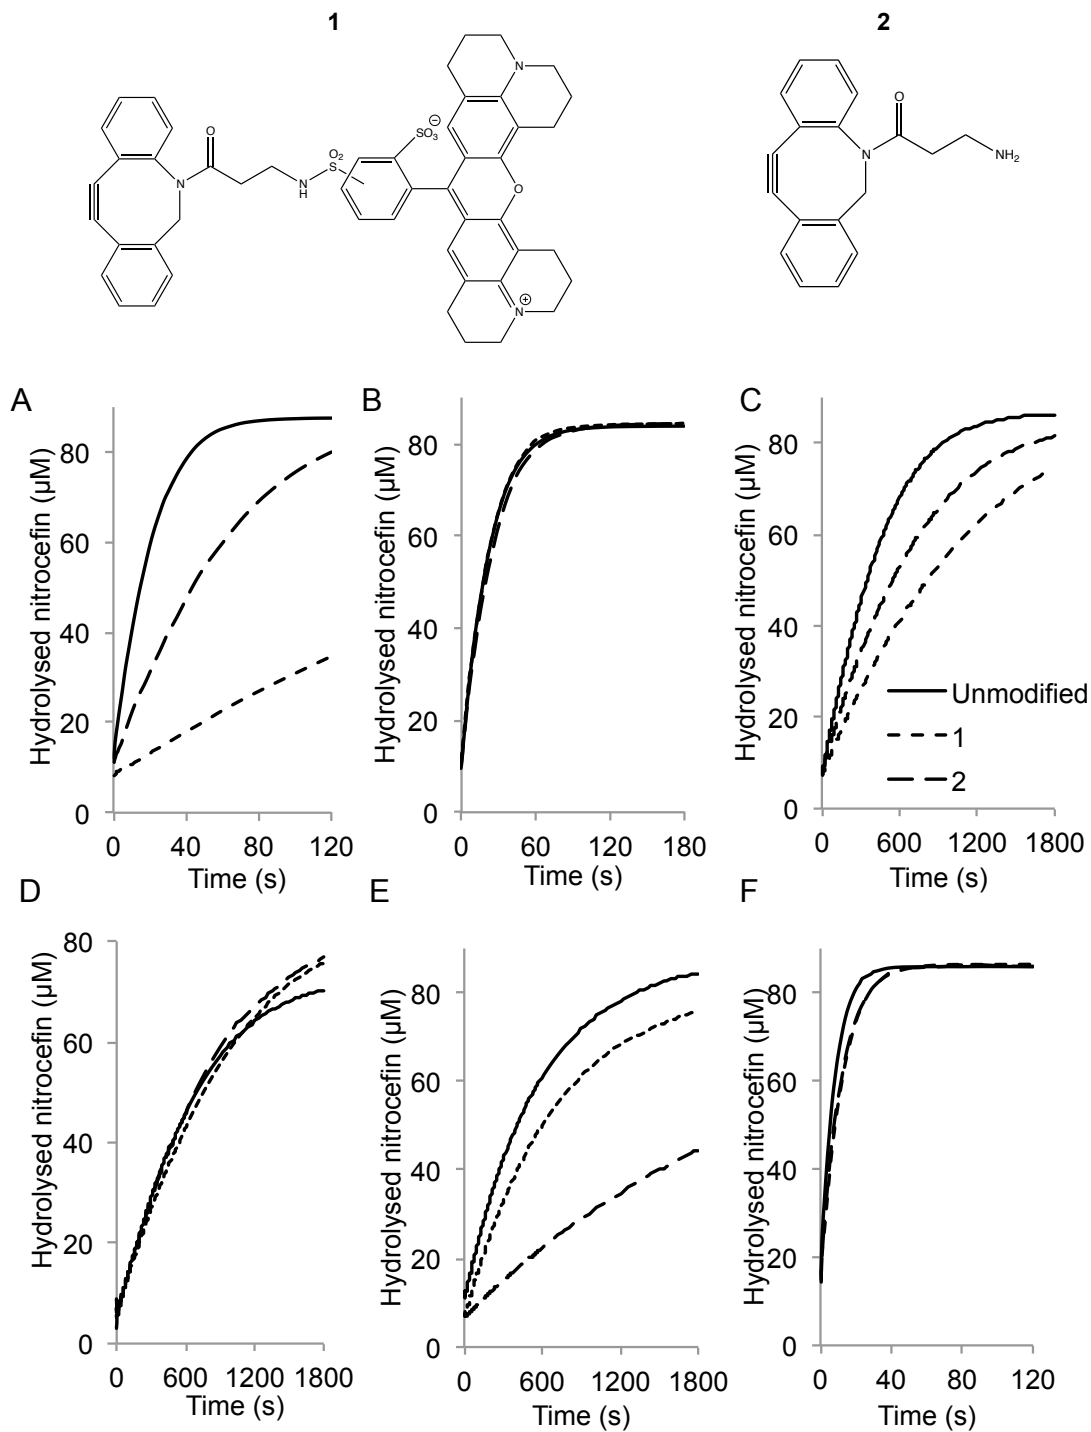 1
2
N
O
N
H
S
O2
SO3
⊖
N
O
N
⊕
N
O
NH2
A
Hydrolysed nitrocefin (µM)
80
60
40
20
0
0 40 80 120
Time (s)
B
Hydrolysed nitrocefin (µM)
80
60
40
20
0
0 60 120 180
Time (s)
C
Hydrolysed nitrocefin (µM)
80
60
40
20
0
0 600 1200 1800
Time (s)
Unmodified
1
2
D
Hydrolysed nitrocefin (µM)
80
60
40
20
0
0 600 1200 1800
Time (s)
E
Hydrolysed nitrocefin (µM)
80
60
40
20
0
0 600 1200 1800
Time (s)
F
Hydrolysed nitrocefin (µM)
80
60
40
20
0
0 40 80 120
Time (s)